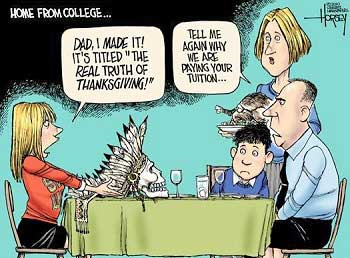 HOME FROM COLLEGE...
DAD, I MADE IT!
IT'S TITLED "THE
REAL TRUTH OF
THANKSGIVING!"
TELL ME
AGAIN WHY
WE ARE
PAYING YOUR
TUITION...
HORSEY